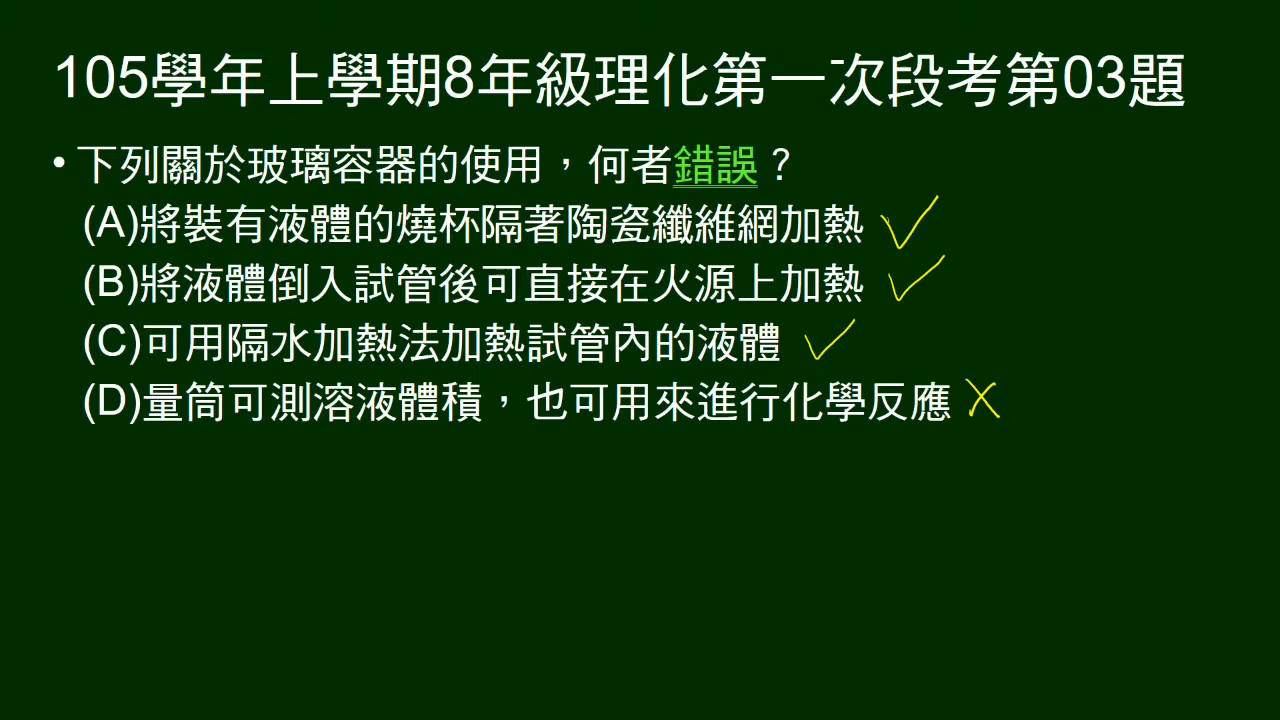 105學年上學期8年級理化第一次段考第03題
• 下列關於玻璃容器的使用，何者錯誤？
(A)將裝有液體的燒杯隔著陶瓷纖維網加熱 ✓
(B)將液體倒入試管後可直接在火源上加熱 ✓
(C)可用隔水加熱法加熱試管內的液體 ✓
(D)量筒可測溶液體積，也可用來進行化學反應 ✗